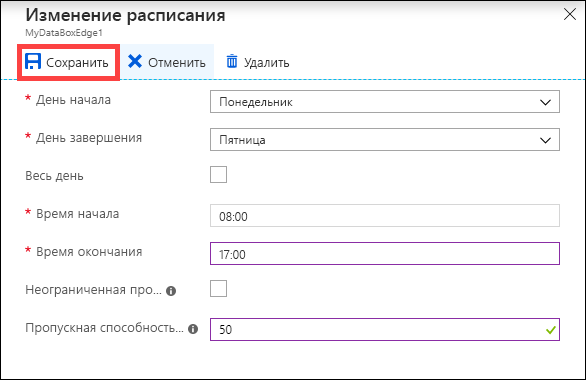 Изменение расписания
MyDataBoxEdge1
Сохранить Отменить Удалить
* День начала Понедельник
* День завершения Пятница
Весь день
* Время начала 08:00
* Время окончания 17:00
Неограниченная про...
Пропускная способность... 50